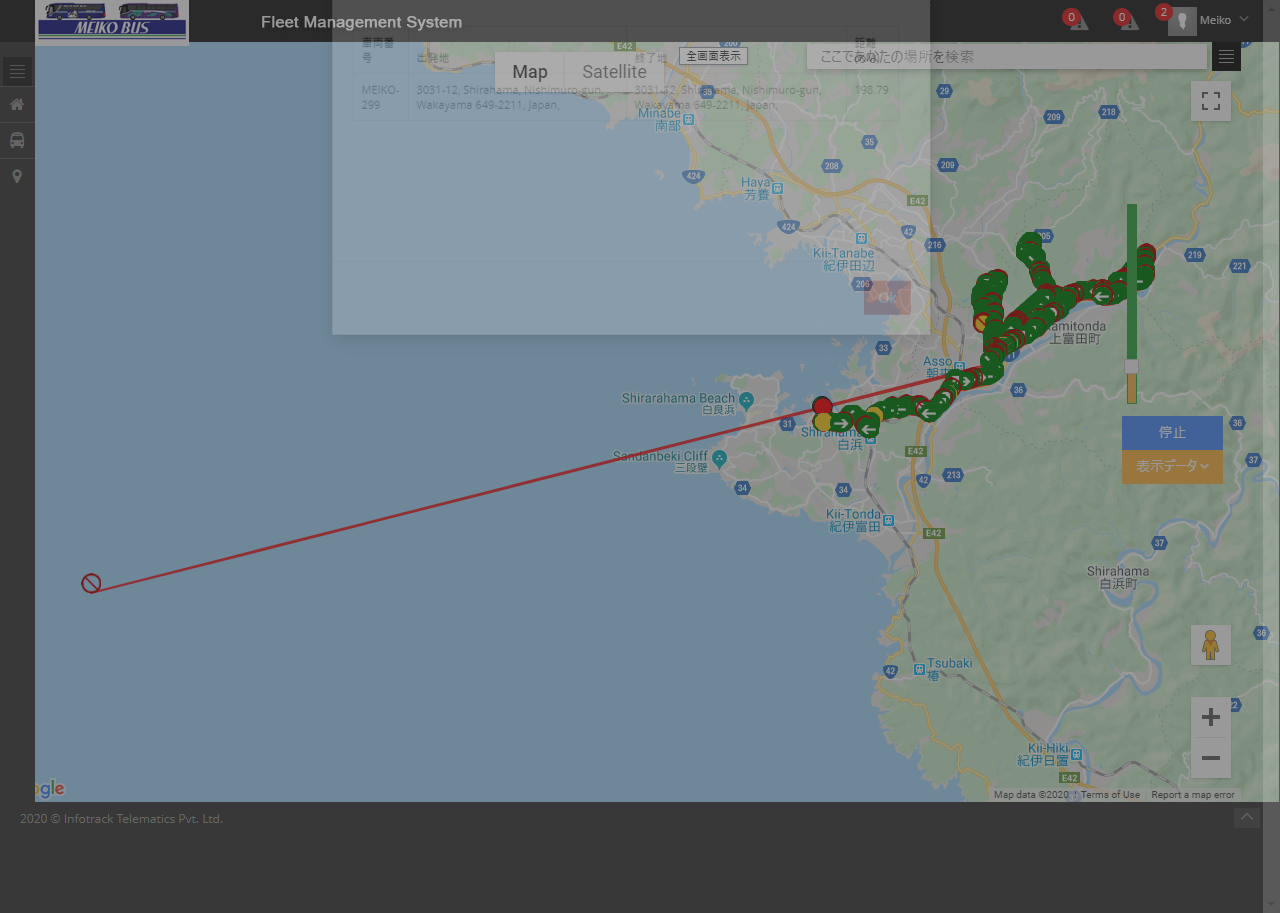 MEIKO BUS
Fleet Management System
0
0
2
Meiko
車両番号
出発地
終了地
距離
全画面表示
ここであなたの場所を検索
Map
Satellite
MEIKO-299
3031-12, Shirahama, Nishimuro-gun,
Wakayama 649-2211, Japan,
3031-12, Shirahama, Nishimuro-gun,
Wakayama 649-2211, Japan,
198.79
Ok
E42
200
35
29
209
218
Minabe
南部
35
209
208
424
Haya
芳養
E42
424
42
205
216
Kii-Tanabe
紀伊田辺
219
221
206
33
Kamitonda
上富田町
Asso
朝来
36
Shirarahama Beach
白良浜
31
Shirahama
白浜
停止
36
Sandanbeki Cliff
三段壁
E42
表示データ
37
42
213
34
34
Kii-Tonda
紀伊富田
E42
37
Shirahama
白浜町
36
Tsubaki
椿
42
22
Kii-Hiki
紀伊日置
E42
Map data ©2020
Terms of Use
Report a map error
2020 © Infotrack Telematics Pvt. Ltd.